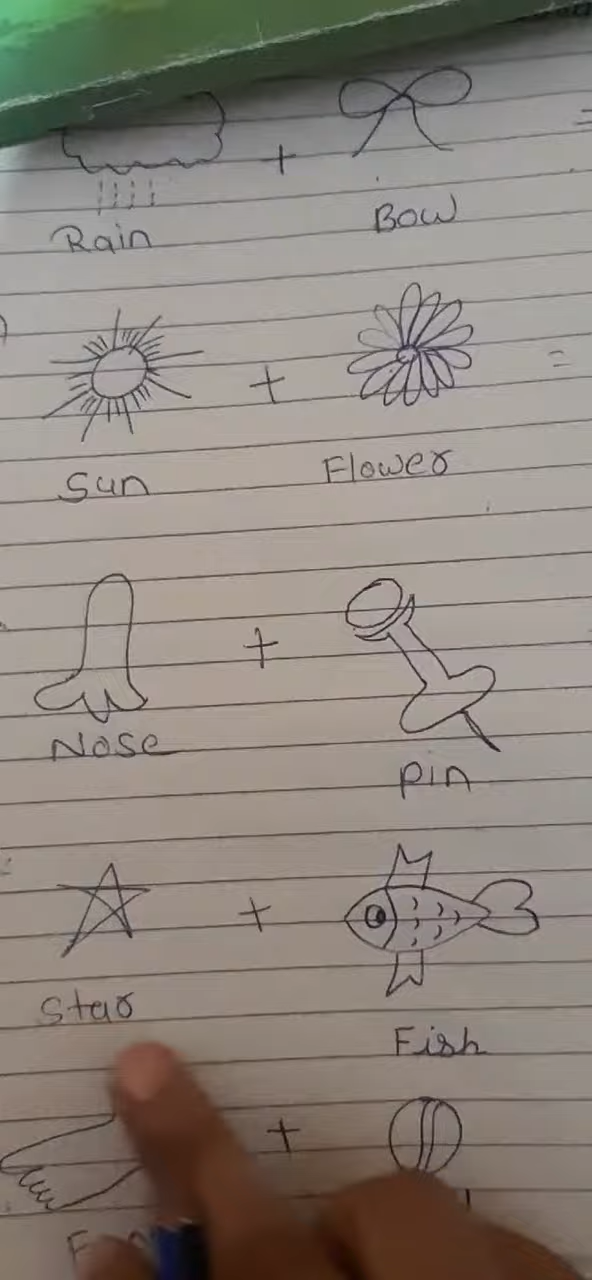 Rain + Bow =
Sun + Flower =
Nose + Pin
Star + Fish
+